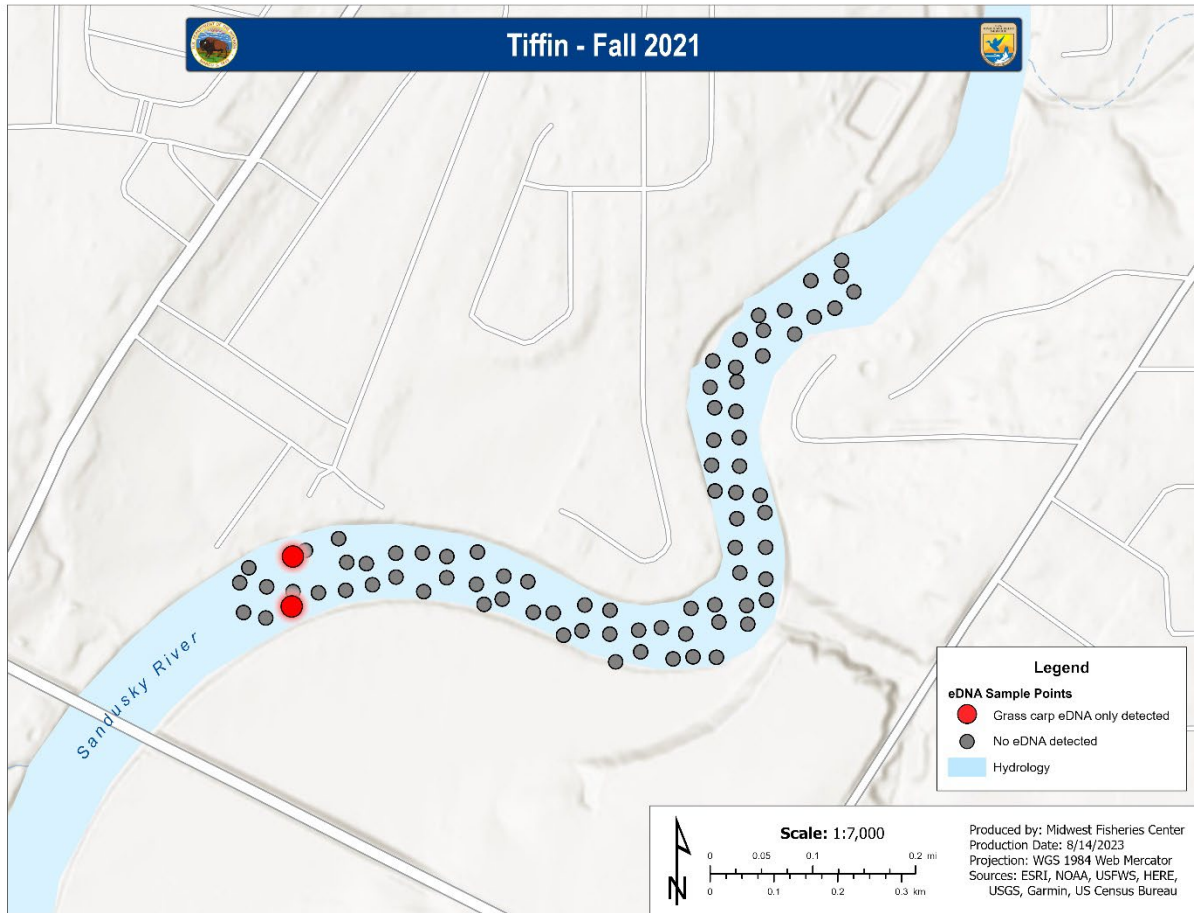 Tiffin - Fall 2021
Sandusky River
Legend
eDNA Sample Points
Grass carp eDNA only detected
No eDNA detected
Hydrology
N
Scale: 1:7,000
0 0.05 0.1 0.2 mi
0 0.1 0.2 0.3 km
Produced by: Midwest Fisheries Center
Production Date: 8/14/2023
Projection: WGS 1984 Web Mercator
Sources: ESRI, NOAA, USFWS, HERE,
USGS, Garmin, US Census Bureau